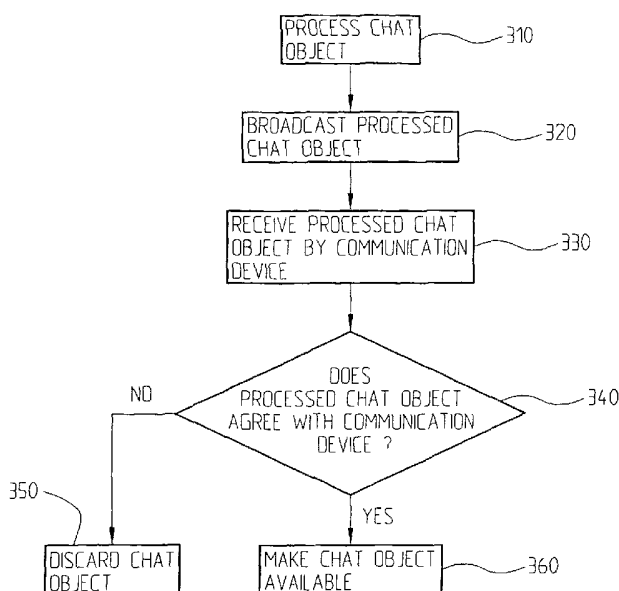 PROCESS CHAT
OBJECT
310
BROADCAST PROCESSED
CHAT OBJECT
320
RECEIVE PROCESSED CHAT
OBJECT BY COMMUNICATION
DEVICE
330
DOES
PROCESSED CHAT OBJECT
AGREE WITH COMMUNICATION
DEVICE ?
340
NO
YES
350
DISCARD CHAT
OBJECT
MAKE CHAT OBJECT
AVAILABLE
360